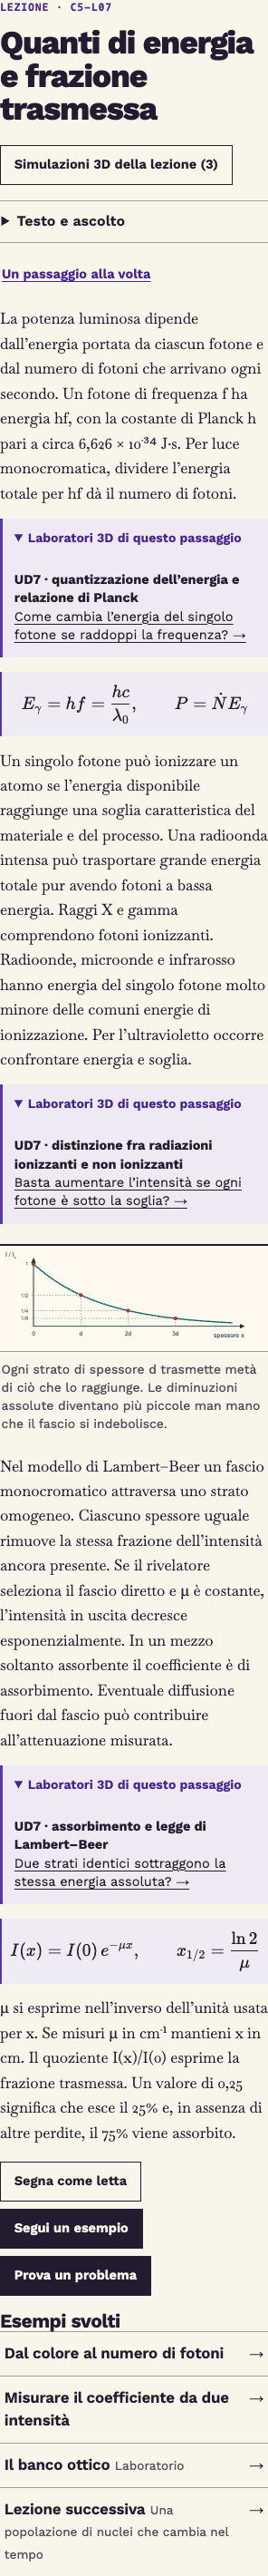 LEZIONE · C5–L07
Quanti di energia
e frazione
trasmessa
Simulazioni 3D della lezione (3)
▶ Testo e ascolto
Un passaggio alla volta
La potenza luminosa dipende
dall’energia portata da ciascun fotone e
dal numero di fotoni che arrivano ogni
secondo. Un fotone di frequenza f ha
energia hf, con la costante di Planck h
pari a circa 6,626 × 10⁻³⁴ J·s. Per luce
monocromatica, dividere l’energia
totale per hf dà il numero di fotoni.
▼ Laboratori 3D di questo passaggio
UD7 · quantizzazione dell’energia e
relazione di Planck
Come cambia l’energia del singolo
fotone se raddoppi la frequenza? →
E_γ = hf = hc/λ₀,   P = Ṅ E_γ
Un singolo fotone può ionizzare un
atomo se l’energia disponibile
raggiunge una soglia caratteristica del
materiale e del processo. Una radioonda
intensa può trasportare grande energia
totale pur avendo fotoni a bassa
energia. Raggi X e gamma
comprendono fotoni ionizzanti.
Radioonde, microonde e infrarosso
hanno energia del singolo fotone molto
minore delle comuni energie di
ionizzazione. Per l’ultravioletto occorre
confrontare energia e soglia.
▼ Laboratori 3D di questo passaggio
UD7 · distinzione fra radiazioni
ionizzanti e non ionizzanti
Basta aumentare l’intensità se ogni
fotone è sotto la soglia? →
I / I₀
1
1/2
1/4
1/8
0 d 2d 3d spessore x
Ogni strato di spessore d trasmette metà
di ciò che lo raggiunge. Le diminuzioni
assolute diventano più piccole man mano
che il fascio si indebolisce.
Nel modello di Lambert–Beer un fascio
monocromatico attraversa uno strato
omogeneo. Ciascuno spessore uguale
rimuove la stessa frazione dell’intensità
ancora presente. Se il rivelatore
seleziona il fascio diretto e μ è costante,
l’intensità in uscita decresce
esponenzialmente. In un mezzo
soltanto assorbente il coefficiente è di
assorbimento. Eventuale diffusione
fuori dal fascio può contribuire
all’attenuazione misurata.
▼ Laboratori 3D di questo passaggio
UD7 · assorbimento e legge di
Lambert–Beer
Due strati identici sottraggono la
stessa energia assoluta? →
I(x) = I(0) e^{−μx},   x_{1/2} = ln 2/μ
μ si esprime nell’inverso dell’unità usata
per x. Se misuri μ in cm⁻¹ mantieni x in
cm. Il quoziente I(x)/I(0) esprime la
frazione trasmessa. Un valore di 0,25
significa che esce il 25% e, in assenza di
altre perdite, il 75% viene assorbito.
Segna come letta
Segui un esempio
Prova un problema
Esempi svolti
Dal colore al numero di fotoni →
Misurare il coefficiente da due →
intensità
Il banco ottico Laboratorio →
Lezione successiva Una →
popolazione di nuclei che cambia nel
tempo